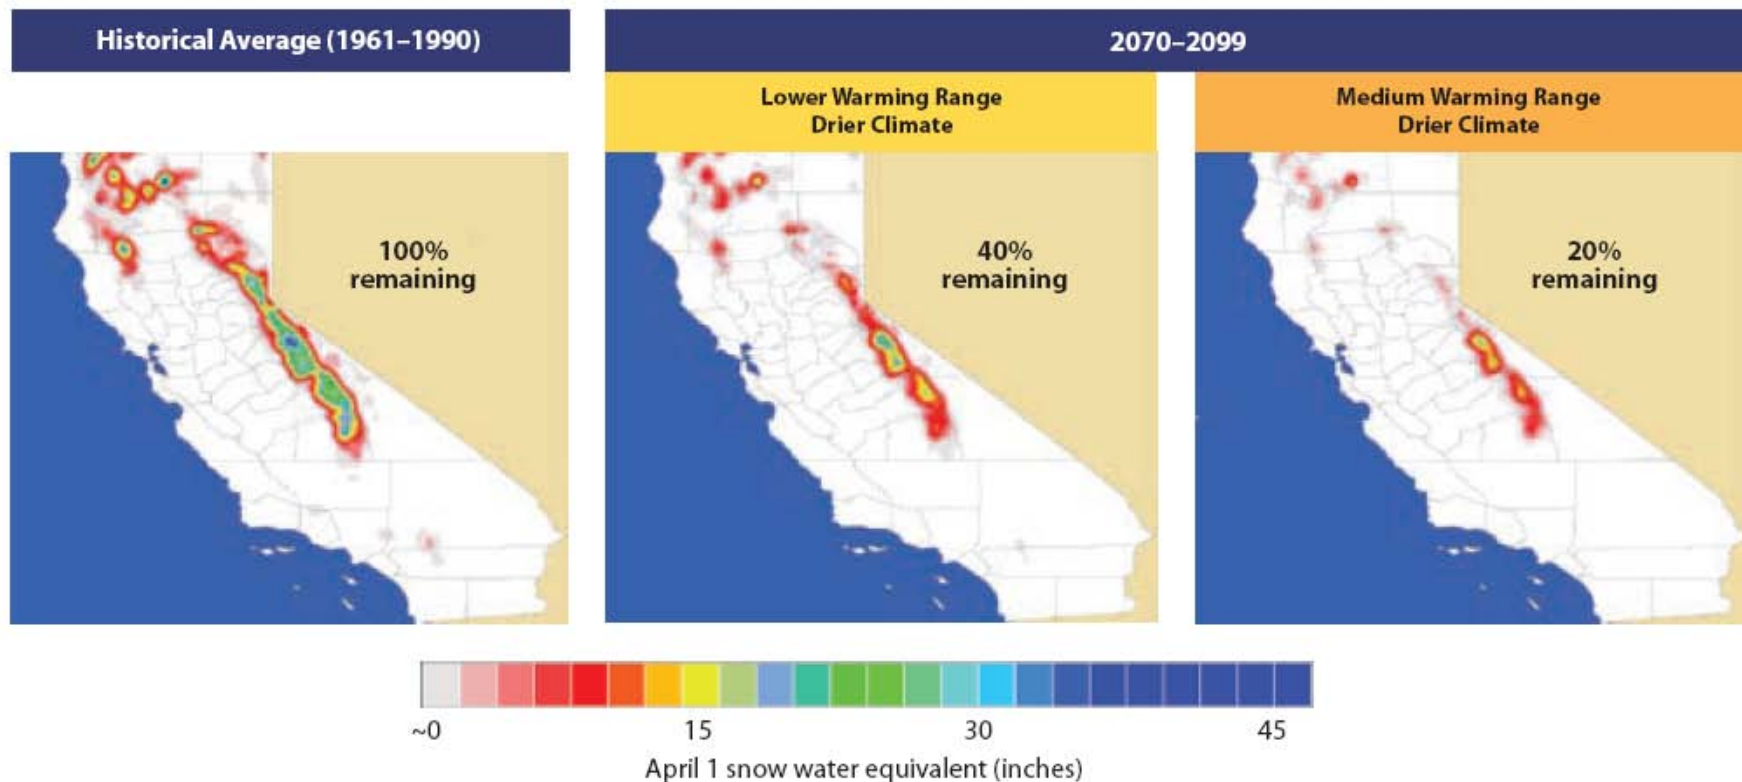 Historical Average (1961–1990)
2070–2099
Lower Warming Range
Drier Climate
Medium Warming Range
Drier Climate
100%
remaining
40%
remaining
20%
remaining
~0
15
30
45
April 1 snow water equivalent (inches)